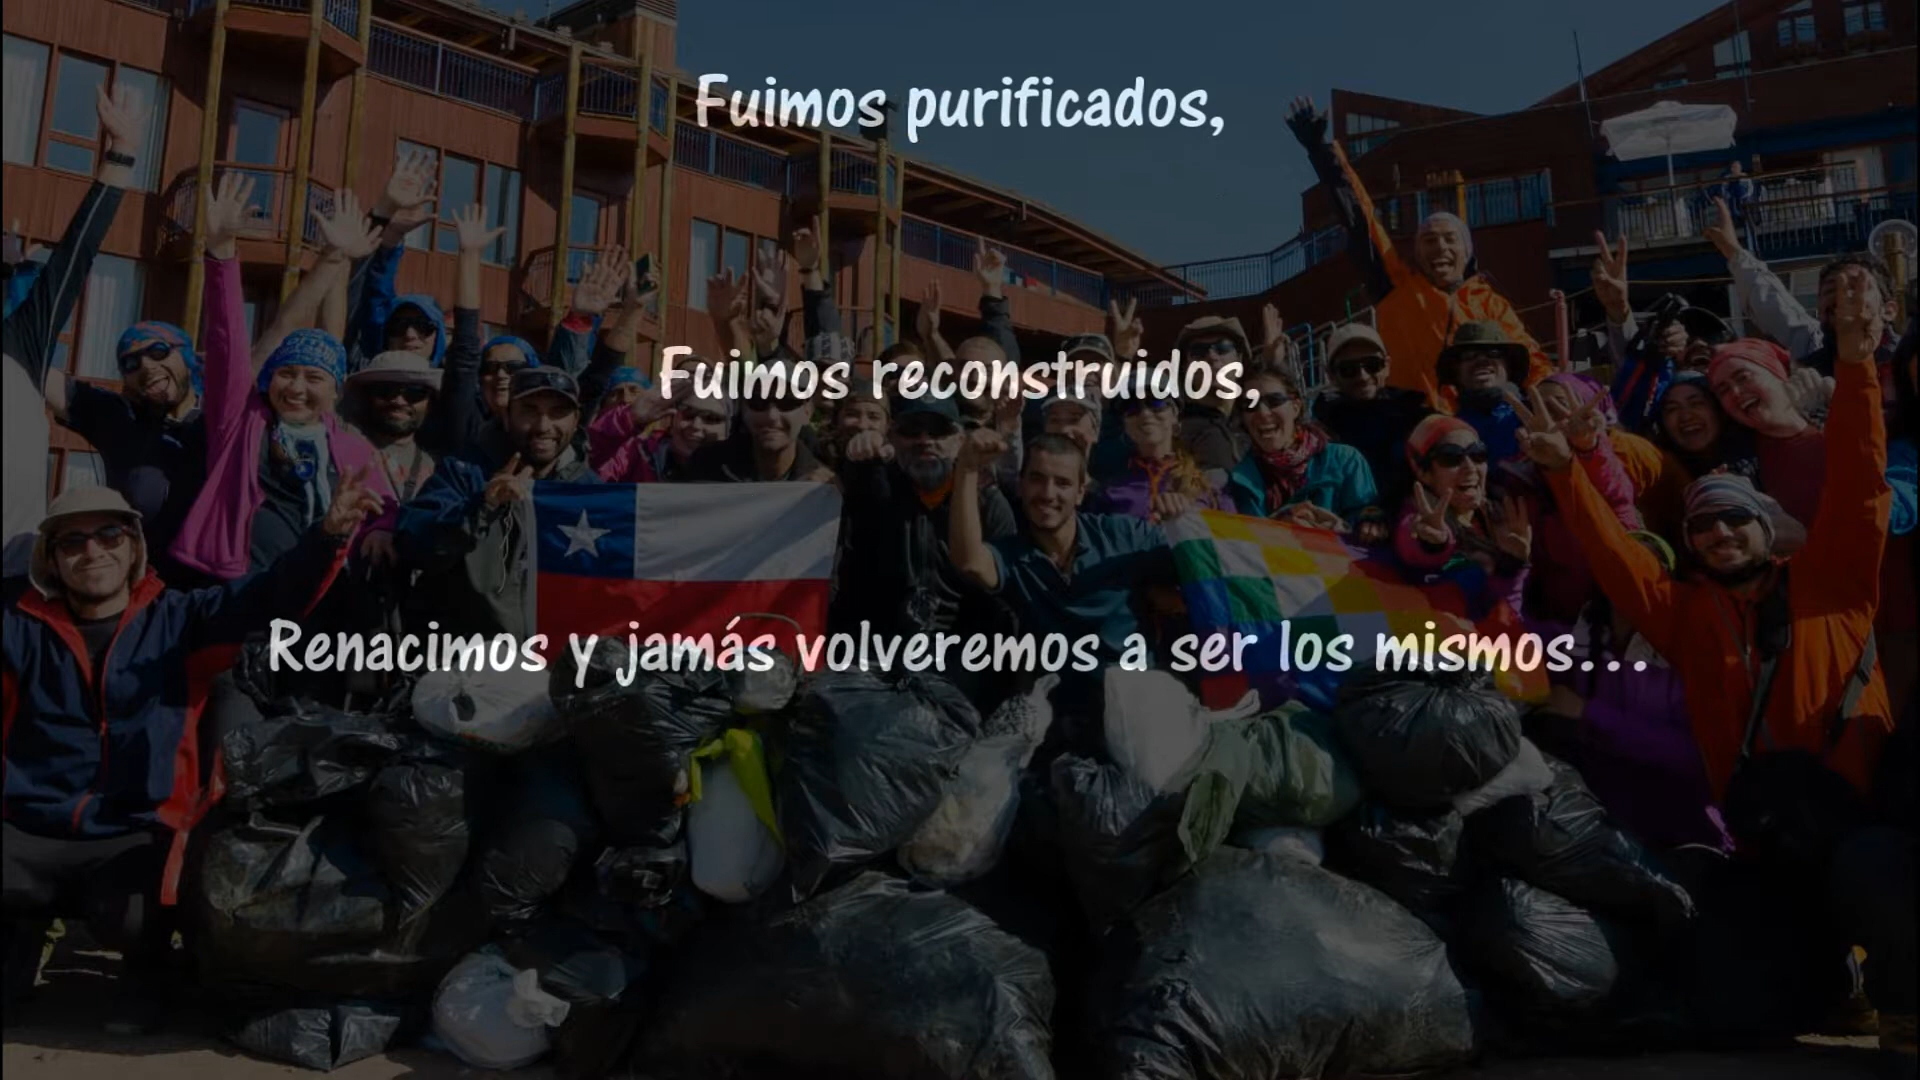 Fuimos purificados,
Fuimos reconstruidos,
Renacimos y jamás volveremos a ser los mismos...